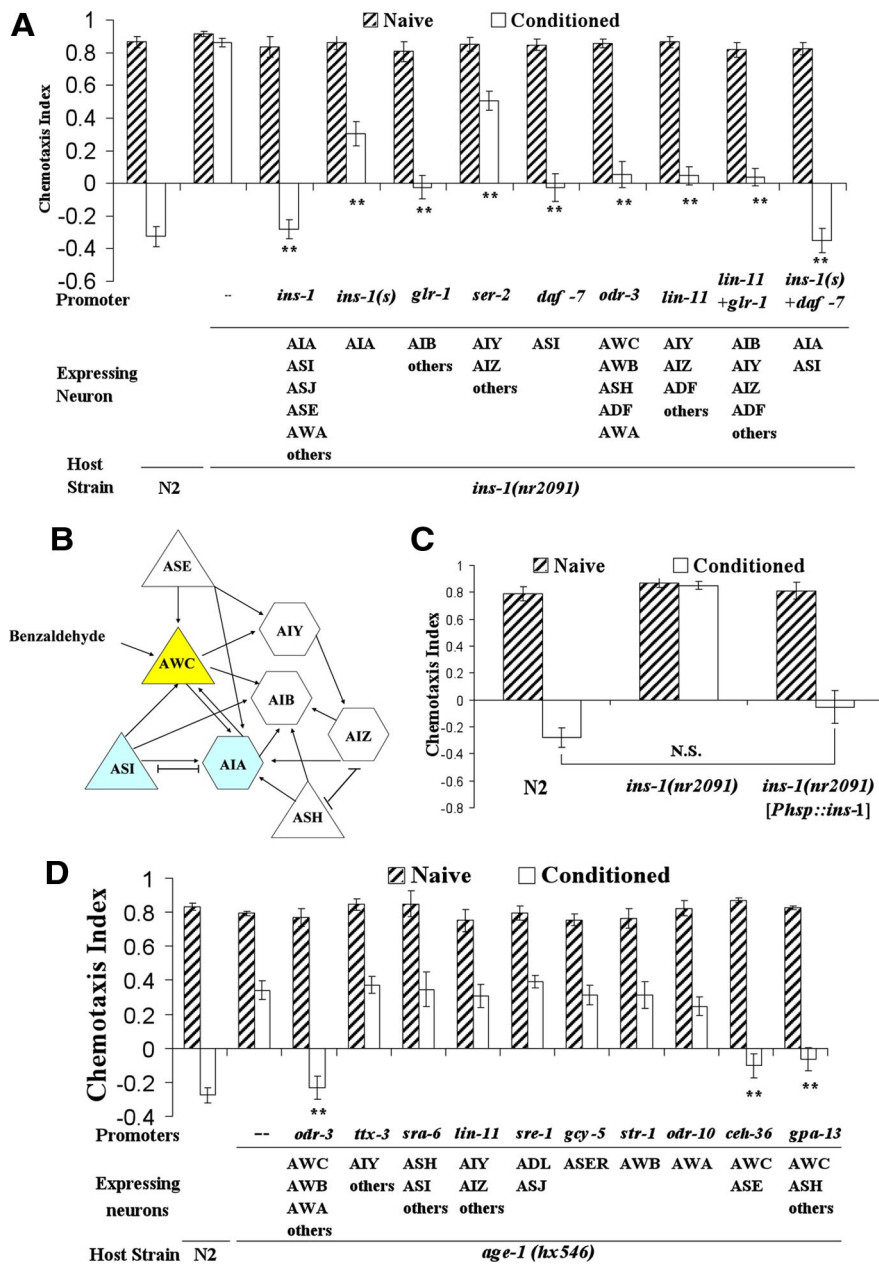 A
Naive Conditioned
Chemotaxis Index
1
0.8
0.6
0.4
0.2
0
-0.2
-0.4
-0.6
** ** ** ** ** ** ** ** **
Promoter -- ins-1 ins-1(s) glr-1 ser-2 daf -7 odr-3 lin-11 lin-11 +glr-1 ins-1(s) +daf -7
Expressing Neuron
AIA ASI ASJ ASE AWA others
AIA
AIB others
AIY AIZ others
ASI
AWC AWB ASH ADF AWA
AIY AIZ ADF others
AIB AIY AIZ ADF others
AIA ASI
Host Strain N2 ins-1(nr2091)
B
ASE
Benzaldehyde
AWC
AIY
AIB
AIZ
ASI
AIA
ASH
C
Naive Conditioned
Chemotaxis Index
1
0.8
0.6
0.4
0.2
0
-0.2
-0.4
-0.6
-0.8
N.S.
N2 ins-1(nr2091) ins-1(nr2091) [Phsp::ins-1]
D
Naive Conditioned
Chemotaxis Index
1
0.8
0.6
0.4
0.2
0
-0.2
-0.4
** ** **
Promoters -- odr-3 ttx-3 sra-6 lin-11 sre-1 gcy-5 str-1 odr-10 ceh-36 gpa-13
Expressing neurons
AWC AWB AWA others
AIY others
ASH ASI others
AIY AIZ others
ADL ASJ
ASER
AWB
AWA
AWC ASE
AWC ASH others
Host Strain N2 age-1 (hx546)